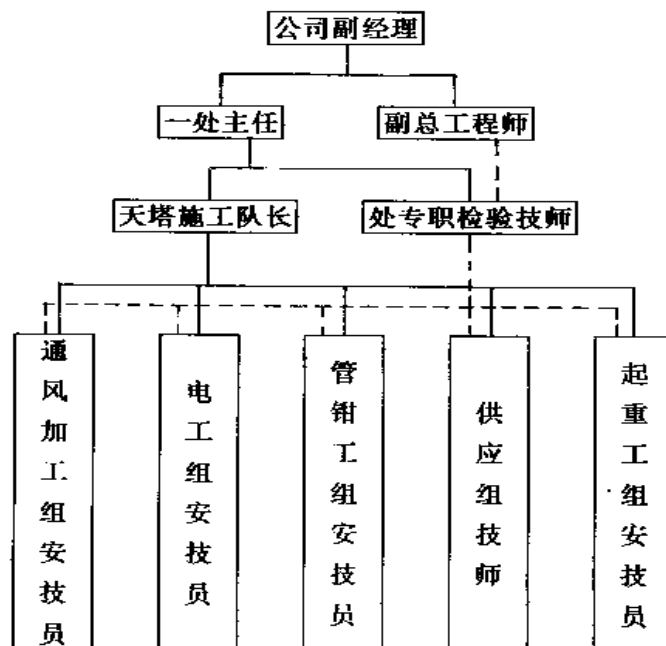 公司副经理
一处主任
副总工程师
天塔施工队长
处专职检验技师
通风加工组安技员
电工组安技员
管钳工组安技员
供应组技师
起重工组安技员